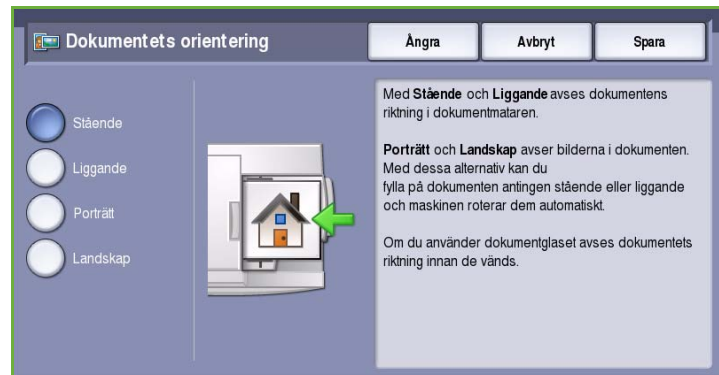 Dokumentets orientering
Ångra
Avbryt
Spara
Stående
Liggande
Porträtt
Landskap
Med Stående och Liggande avses dokumentens
riktning i dokumentmataren.
Porträtt och Landskap avser bilderna i dokumenten.
Med dessa alternativ kan du
fylla på dokumenten antingen stående eller liggande
och maskinen roterar dem automatiskt.
Om du använder dokumentglaset avses dokumentets
riktning innan de vänds.